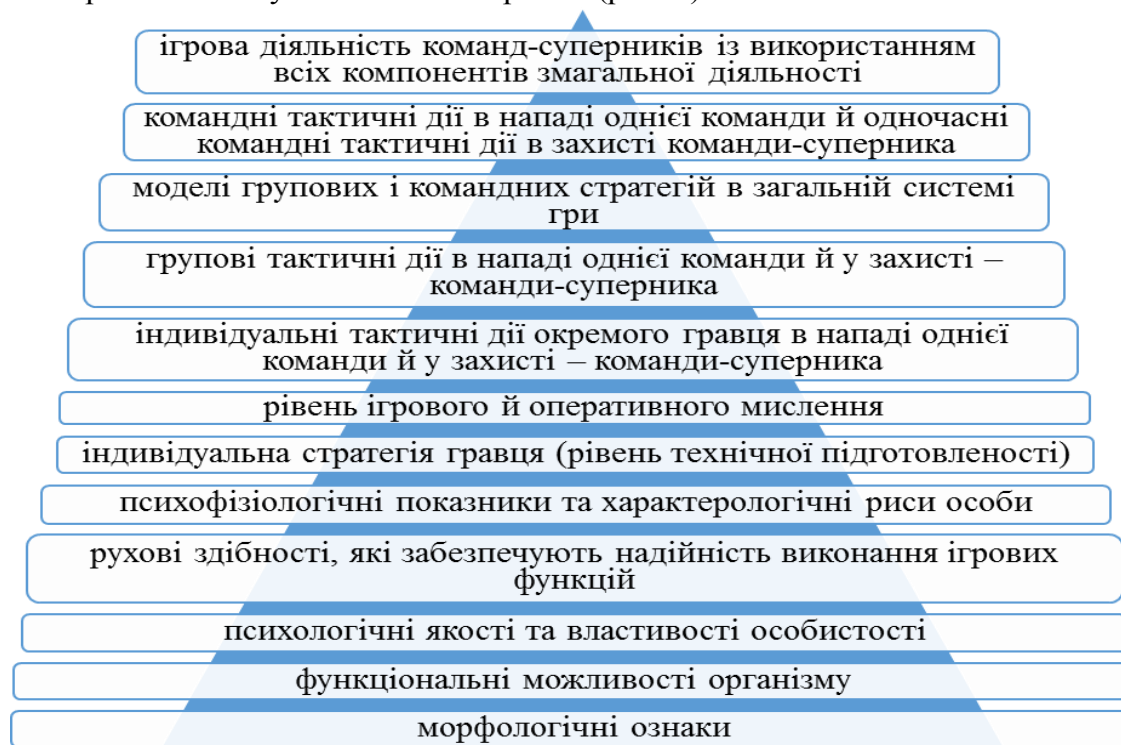 ігрова діяльність команд-суперників із використанням
всіх компонентів змагальної діяльності
командні тактичні дії в нападі однієї команди й одночасні
командні тактичні дії в захисті команди-суперника
моделі групових і командних стратегій в загальній системі
гри
групові тактичні дії в нападі однієї команди й у захисті –
команди-суперника
індивідуальні тактичні дії окремого гравця в нападі однієї
команди й у захисті – команди-суперника
рівень ігрового й оперативного мислення
індивідуальна стратегія гравця (рівень технічної підготовленості)
психофізіологічні показники та характерологічні риси особи
рухові здібності, які забезпечують надійність виконання ігрових
функцій
психологічні якості та властивості особистості
функціональні можливості організму
морфологічні ознаки